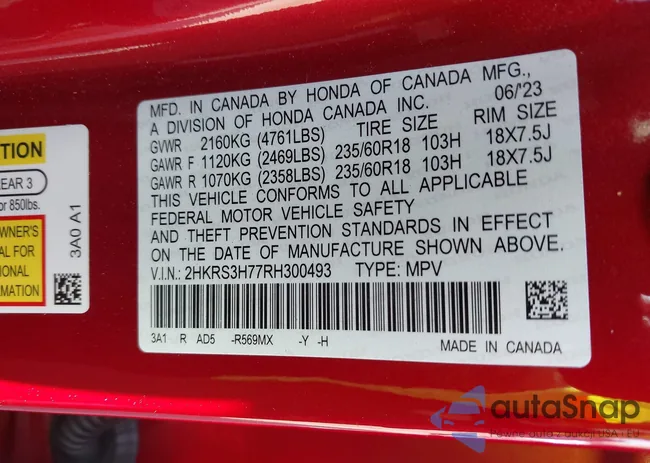 MFD. IN CANADA BY HONDA OF CANADA MFG.,
A DIVISION OF HONDA CANADA INC. 06/'23
GVWR 2160KG (4761LBS) TIRE SIZE RIM SIZE
GAWR F 1120KG (2469LBS) 235/60R18 103H 18X7.5J
GAWR R 1070KG (2358LBS) 235/60R18 103H 18X7.5J
THIS VEHICLE CONFORMS TO ALL APPLICABLE
FEDERAL MOTOR VEHICLE SAFETY
AND THEFT PREVENTION STANDARDS IN EFFECT
ON THE DATE OF MANUFACTURE SHOWN ABOVE.
V.I.N.: 2HKRS3H77RH300493 TYPE: MPV
3A1 R AD5 -R569MX -Y -H
MADE IN CANADA
TION
EAR 3
or 850lbs.
WNER'S
AL FOR
IONAL
RMATION
3A0 A1
autaSnap